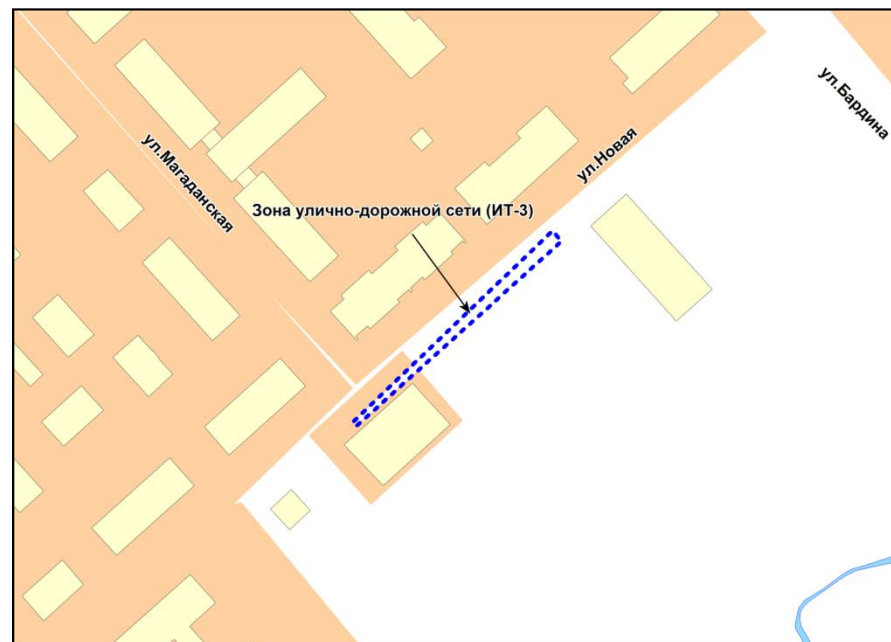 ул.Бардина
ул.Новая
ул.Магаданская
Зона улично-дорожной сети (ИТ-3)